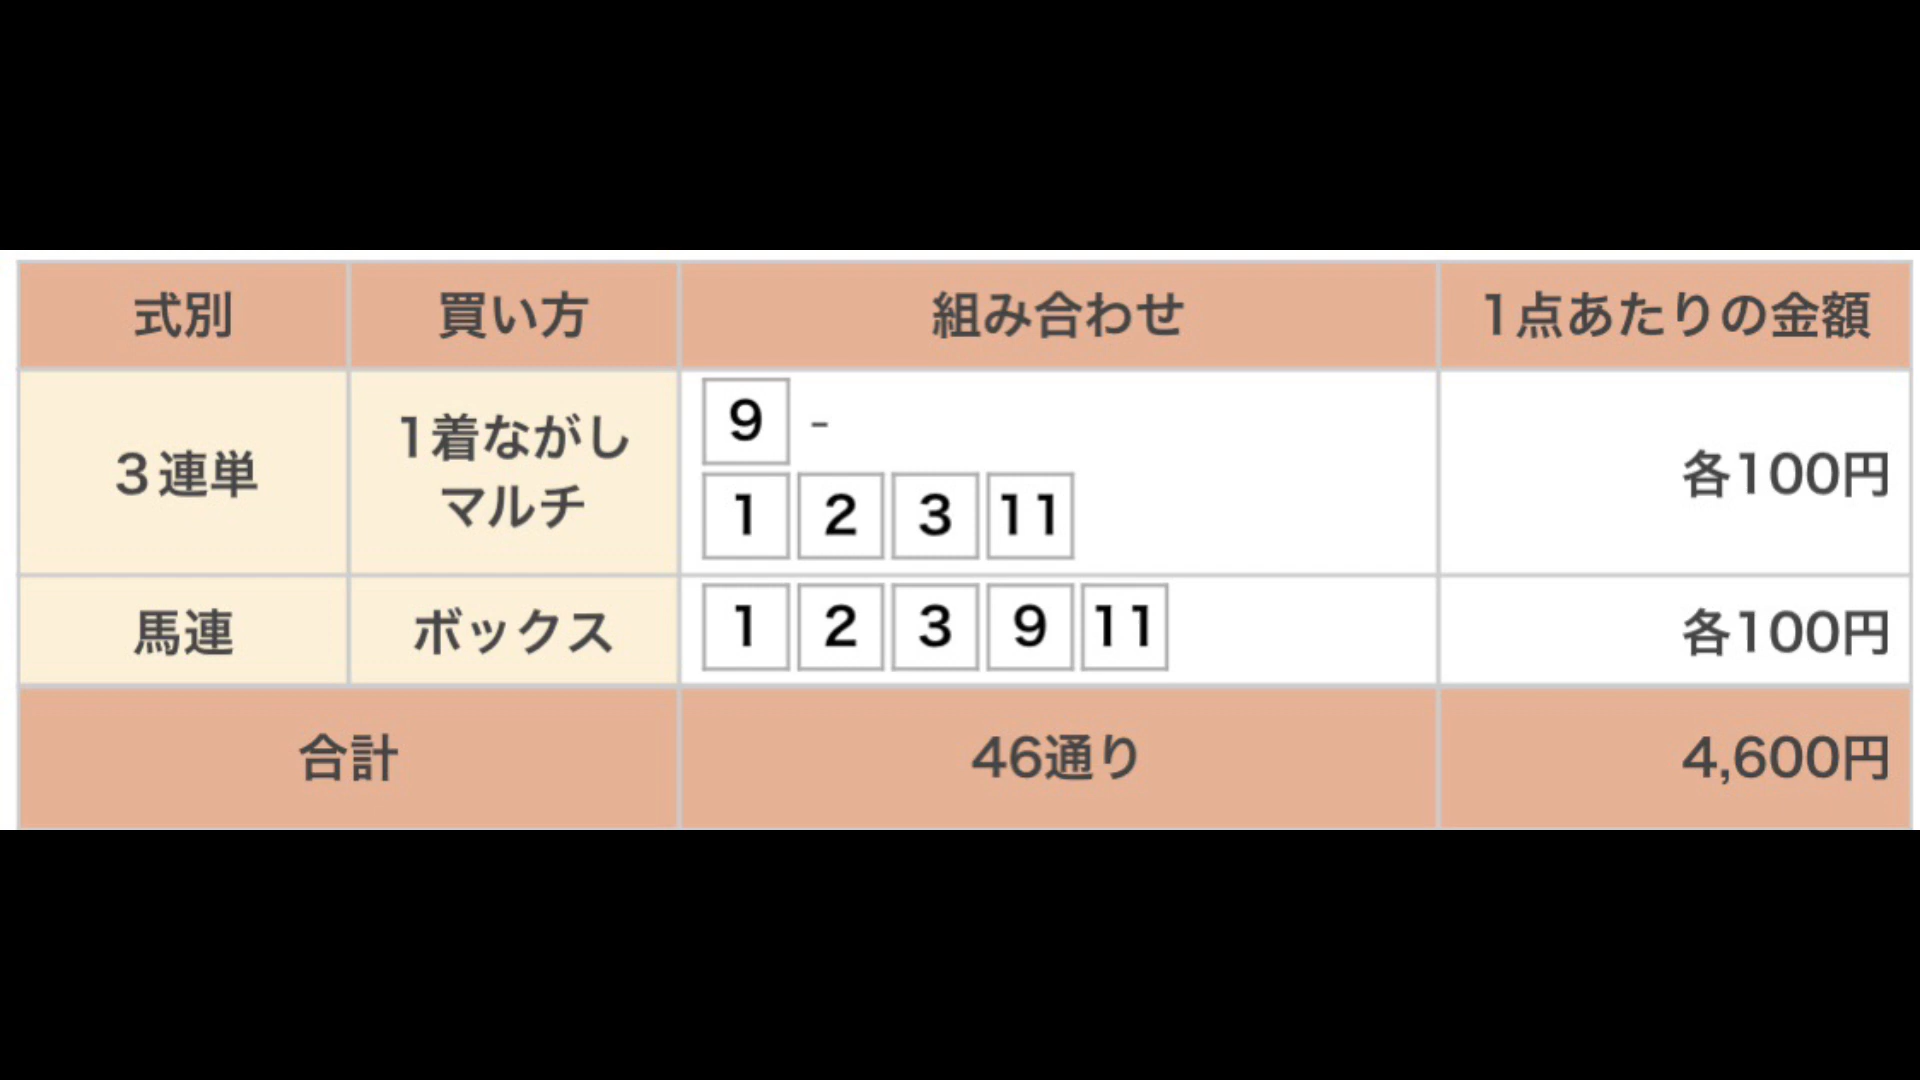 式別 買い方 組み合わせ 1点あたりの金額
3連単 1着ながし
マルチ 9 -
1 2 3 11 各100円
馬連 ボックス 1 2 3 9 11 各100円
合計 46通り 4,600円